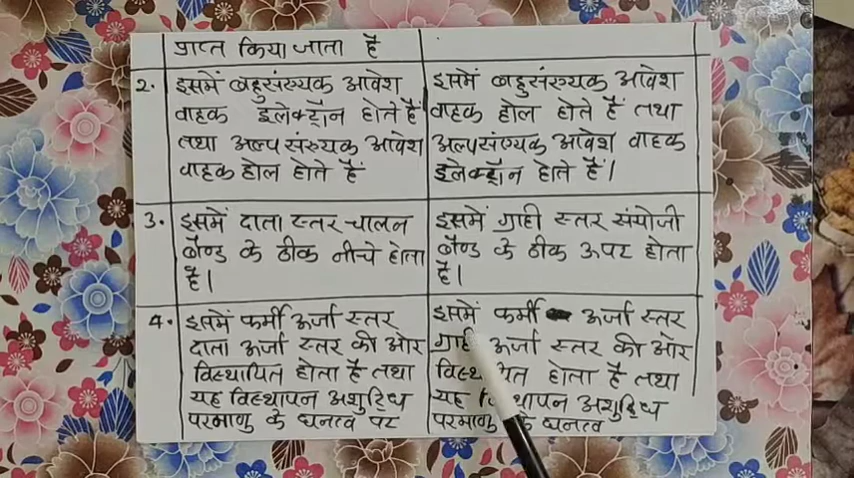 प्राप्त किया जाता है
2. इसमें बहुसंख्यक आवेश
वाहक इलेक्ट्रॉन होते हैं
तथा अल्प संख्यक आवेश
वाहक होल होते हैं
इसमें बहुसंख्यक आवेश
वाहक होल होते हैं तथा
अल्पसंख्यक आवेश वाहक
इलेक्ट्रॉन होते हैं।
3. इसमें दाता स्तर चालन
बैण्ड के ठीक नीचे होता
है।
इसमें ग्राही स्तर संयोजी
बैण्ड के ठीक ऊपर होता
है।
4. इसमें फर्मी ऊर्जा स्तर
दाता ऊर्जा स्तर की ओर
विस्थापित होता है तथा
यह विस्थापन अशुद्धि
परमाणु के घनत्व पर
इसमें फर्मी ऊर्जा स्तर
ग्राही ऊर्जा स्तर की ओर
विस्थापित होता है तथा
यह विस्थापन अशुद्धि
परमाणु के घनत्व